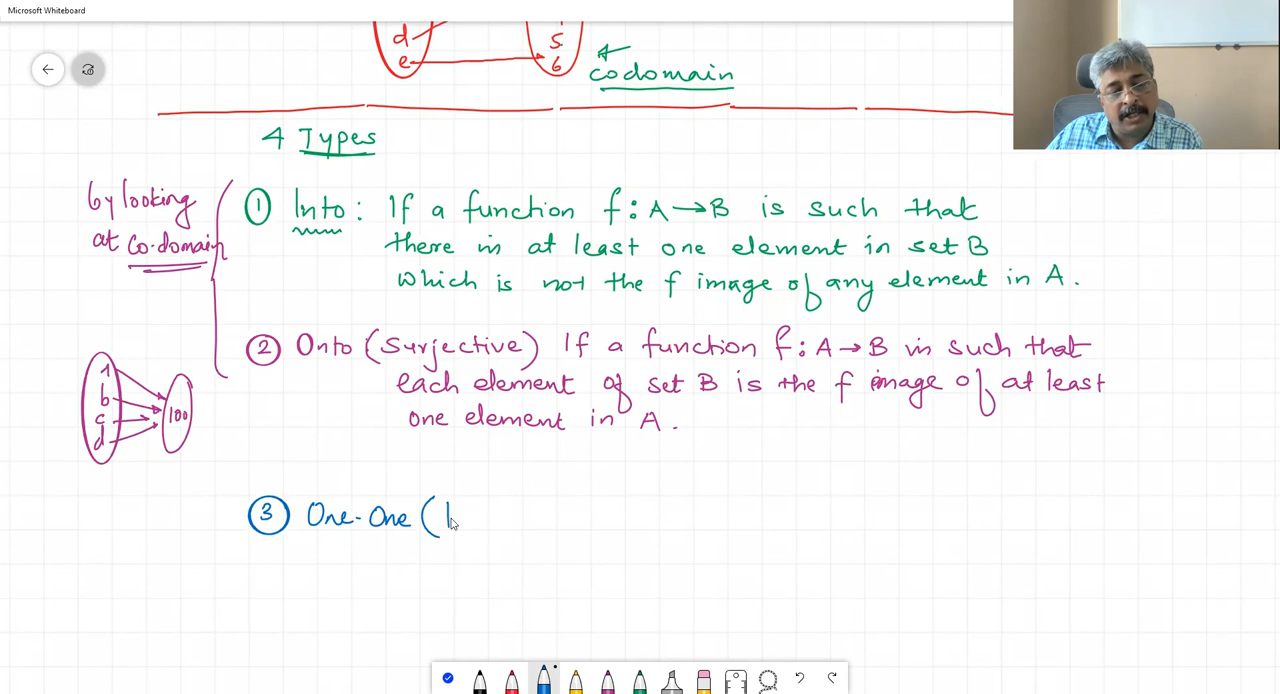 Microsoft Whiteboard
d
e
5
6
codomain
4 Types
by looking
at co-domain
① Into: If a function f: A→B is such that
there is at least one element in set B
which is not the f image of any element in A.
② Onto (Surjective) If a function f: A→B is such that
each element of set B is the f image of at least
one element in A.
a
b
c
d
100
③ One-One (I